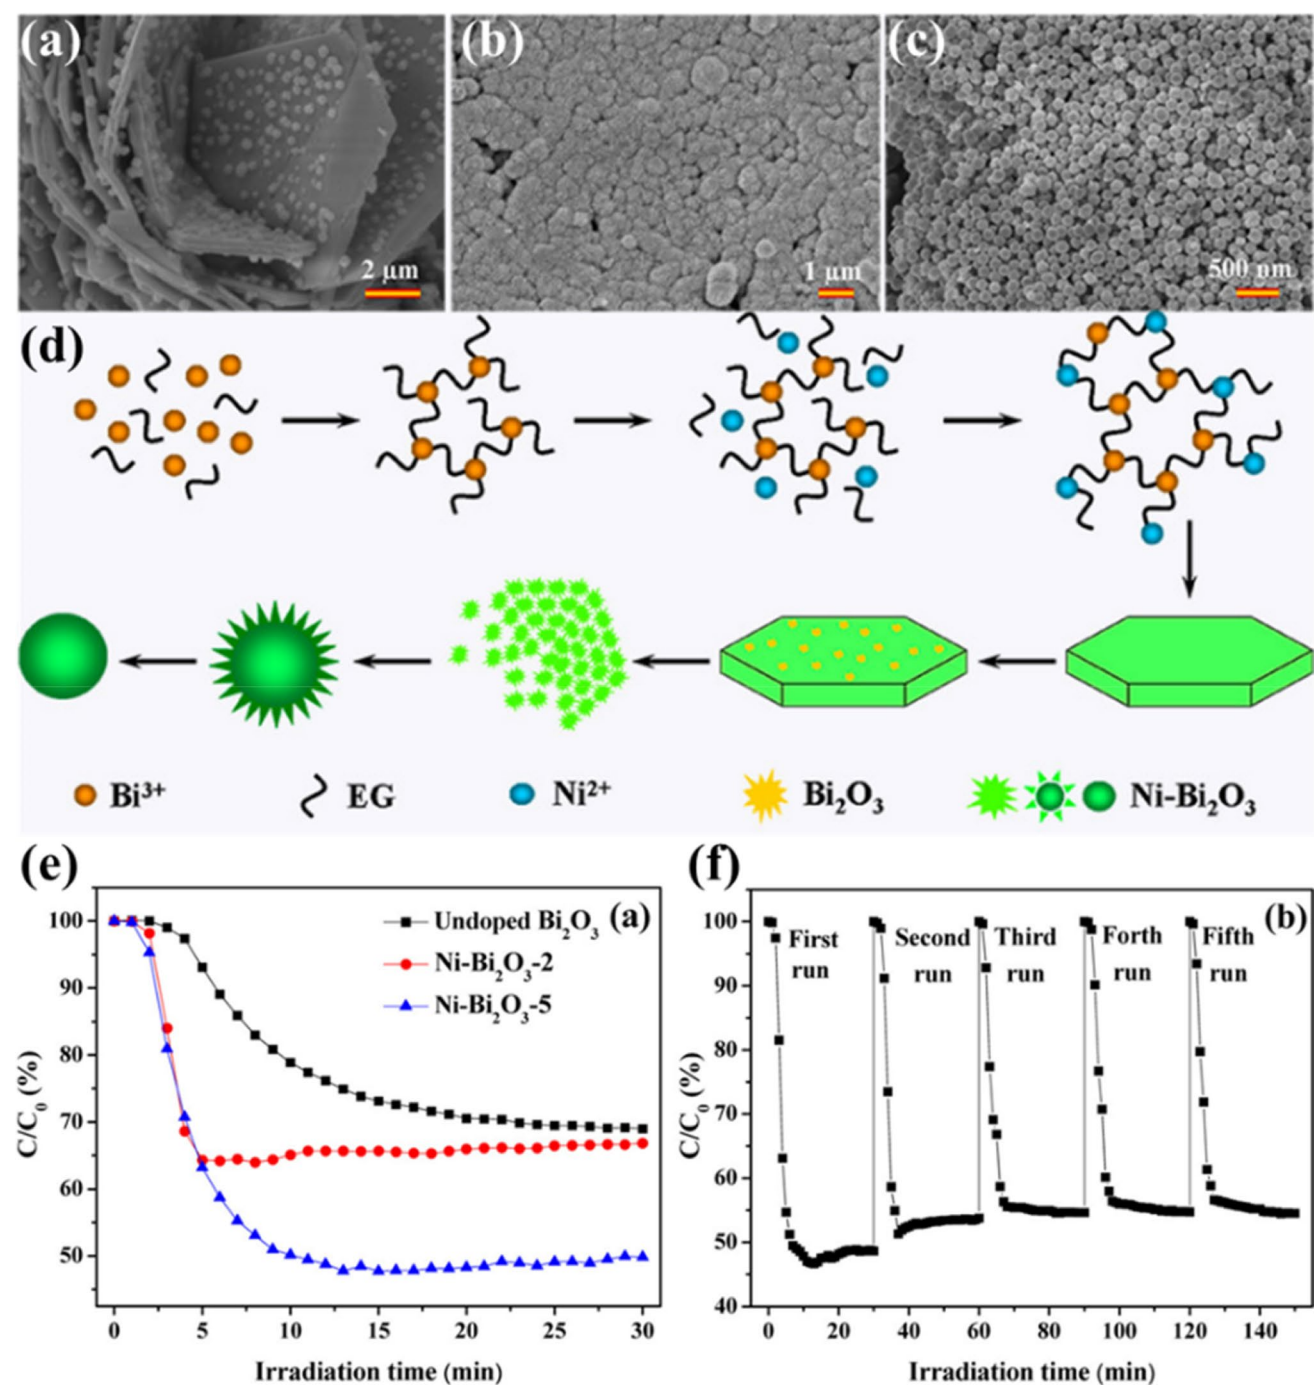 (a) (b) (c)
2 μm 1 μm 500 nm
(d)
Bi³⁺ EG Ni²⁺ Bi₂O₃ Ni-Bi₂O₃
(e)
(a)
Undoped Bi₂O₃
Ni-Bi₂O₃-2
Ni-Bi₂O₃-5
C/C₀ (%)
100
90
80
70
60
50
0 5 10 15 20 25 30
Irradiation time (min)
(f)
(b)
First run
Second run
Third run
Forth run
Fifth run
C/C₀ (%)
100
90
80
70
60
50
40
0 20 40 60 80 100 120 140
Irradiation time (min)